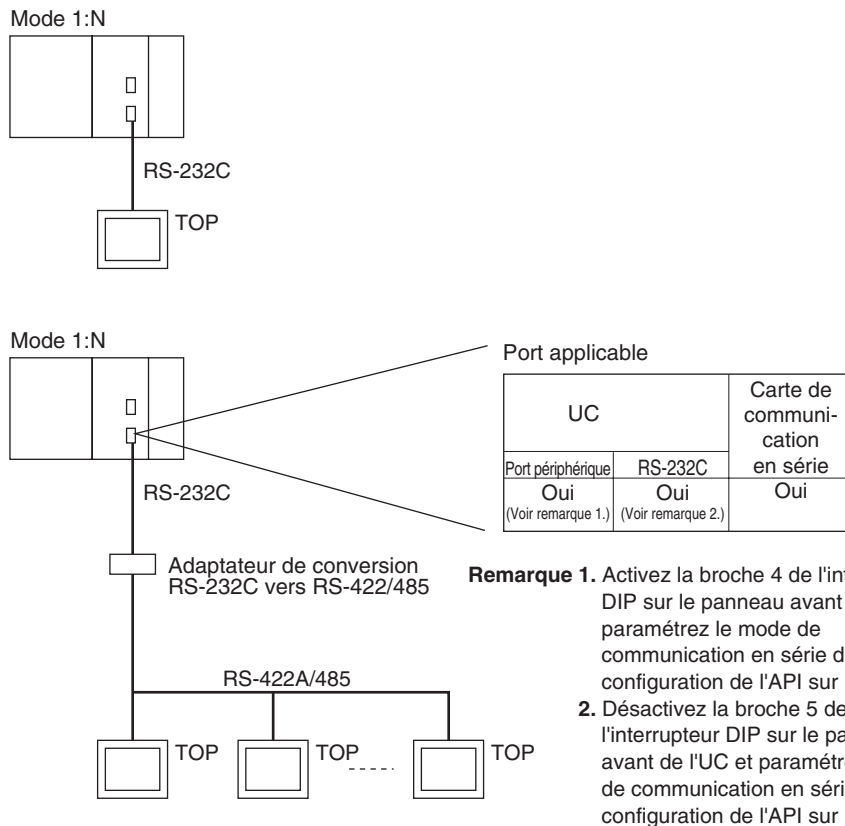 Mode 1:N
RS-232C
TOP
Mode 1:N
Port applicable
UC
Carte de
communi-
cation
en série
Port périphérique
RS-232C
Oui
(Voir remarque 1.)
Oui
(Voir remarque 2.)
Oui
RS-232C
Adaptateur de conversion
RS-232C vers RS-422/485
RS-422A/485
TOP
TOP
TOP
Remarque 1. Activez la broche 4 de
DIP sur le panneau avant
paramétrez le mode de
communication en série
configuration de l'API sur
2. Désactivez la broche 5 de
l'interrupteur DIP sur le
avant de l'UC et
de communication en
configuration de l'API sur